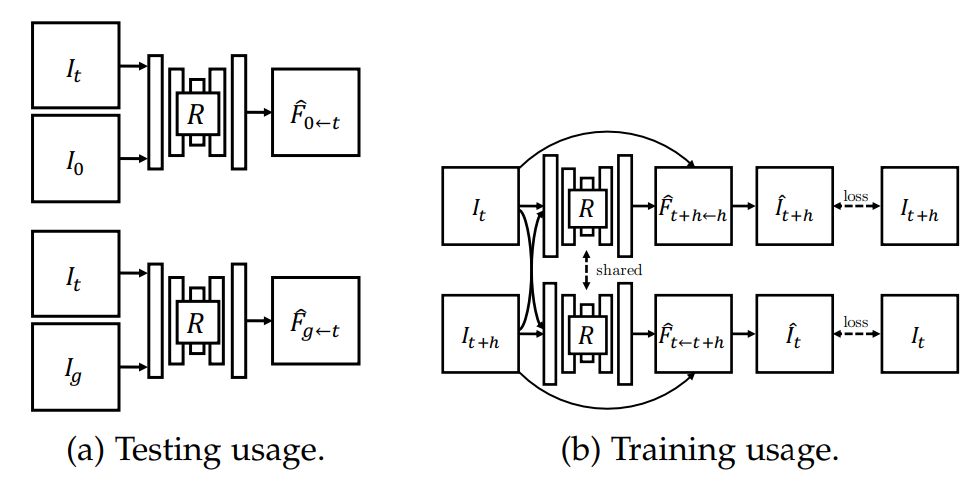 I_t
I_0
R
F̂_{0←t}
I_t
I_g
R
F̂_{g←t}
(a) Testing usage.
I_t
R
F̂_{t+h←h}
Î_{t+h}
loss
I_{t+h}
shared
I_{t+h}
R
F̂_{t←t+h}
Î_t
loss
I_t
(b) Training usage.